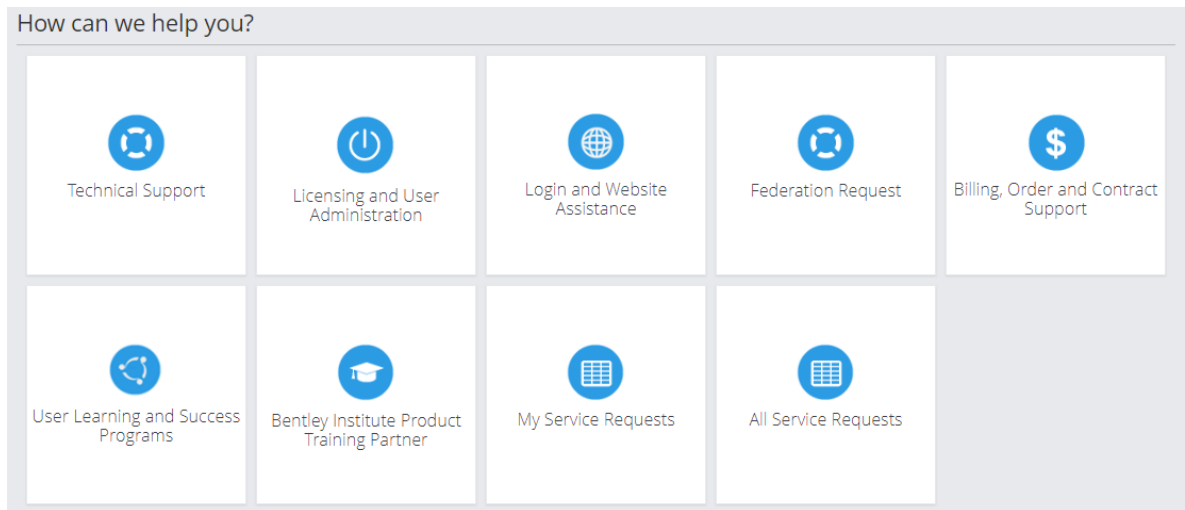 How can we help you?
Technical Support
Licensing and User
Administration
Login and Website
Assistance
Federation Request
$
Billing, Order and Contract
Support
User Learning and Success
Programs
Bentley Institute Product
Training Partner
My Service Requests
All Service Requests